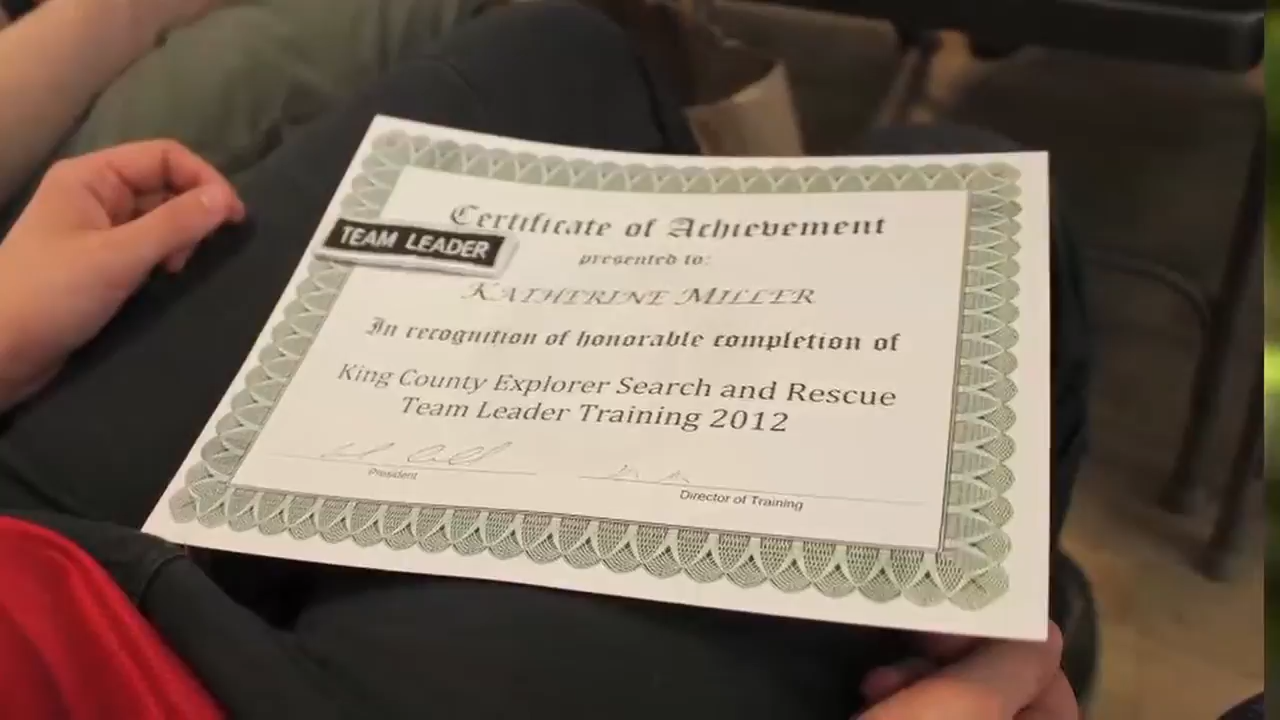 Certificate of Achievement
TEAM LEADER
presented to:
KATHERINE MILLER
In recognition of honorable completion of
King County Explorer Search and Rescue
Team Leader Training 2012
President
Director of Training